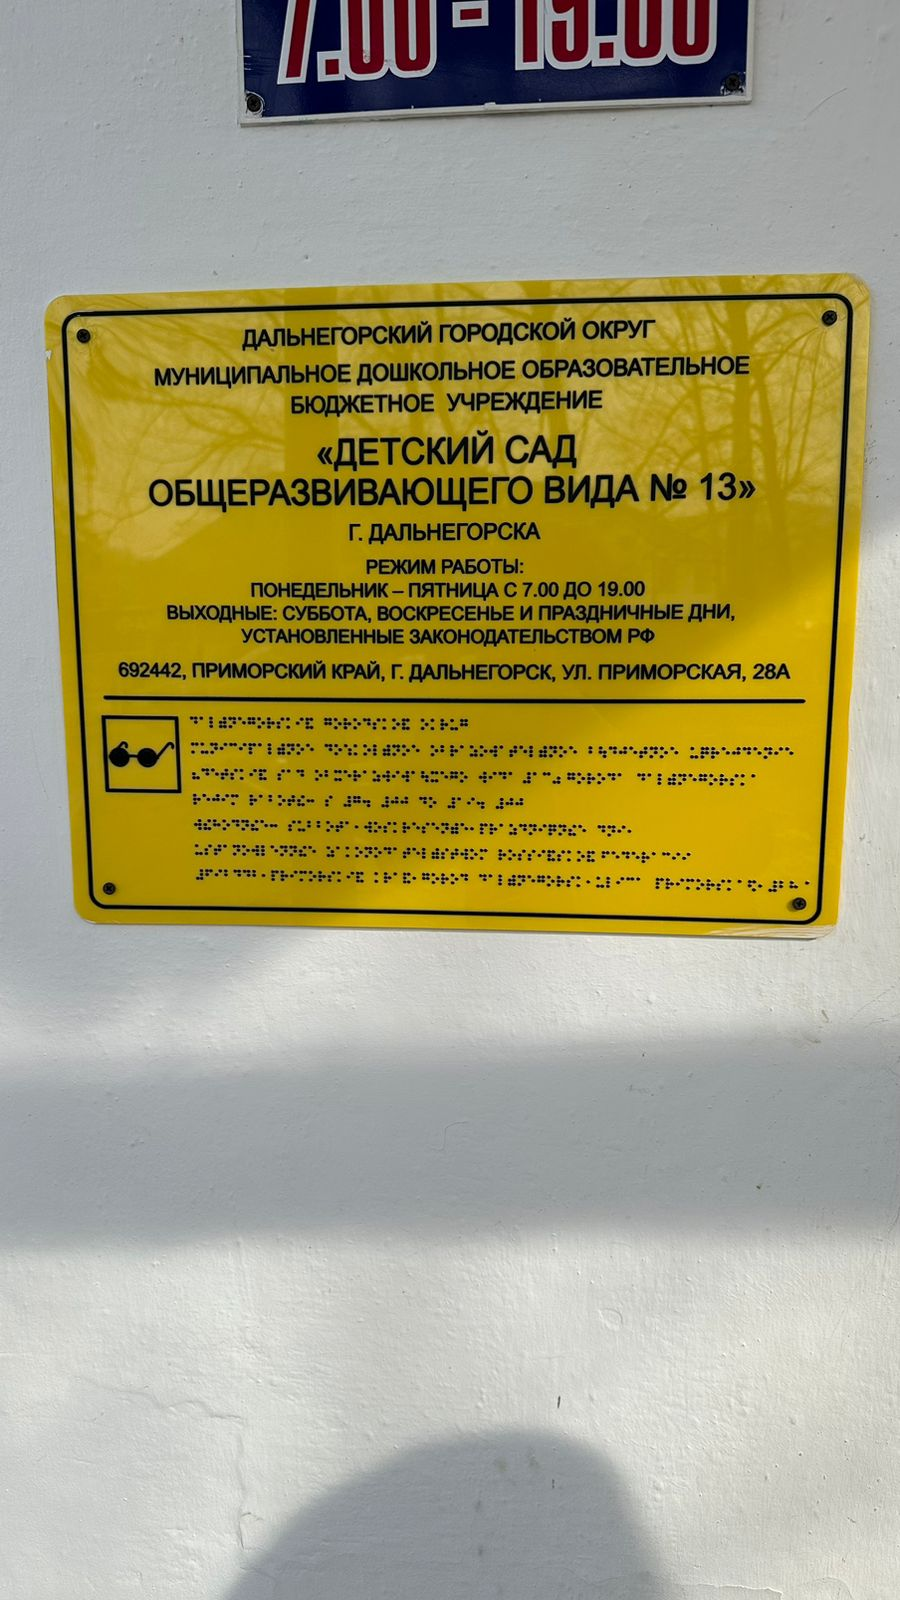 7.00 - 19.00
ДАЛЬНЕГОРСКИЙ ГОРОДСКОЙ ОКРУГ
МУНИЦИПАЛЬНОЕ ДОШКОЛЬНОЕ ОБРАЗОВАТЕЛЬНОЕ
БЮДЖЕТНОЕ УЧРЕЖДЕНИЕ
«ДЕТСКИЙ САД
ОБЩЕРАЗВИВАЮЩЕГО ВИДА № 13»
Г. ДАЛЬНЕГОРСКА
РЕЖИМ РАБОТЫ:
ПОНЕДЕЛЬНИК – ПЯТНИЦА С 7.00 ДО 19.00
ВЫХОДНЫЕ: СУББОТА, ВОСКРЕСЕНЬЕ И ПРАЗДНИЧНЫЕ ДНИ,
УСТАНОВЛЕННЫЕ ЗАКОНОДАТЕЛЬСТВОМ РФ
692442, ПРИМОРСКИЙ КРАЙ, Г. ДАЛЬНЕГОРСК, УЛ. ПРИМОРСКАЯ, 28А